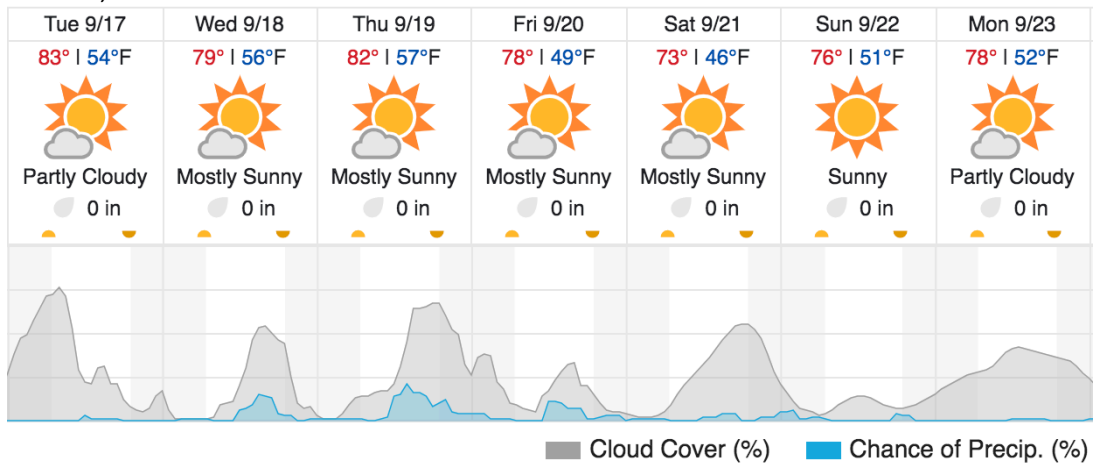 Tue 9/17 Wed 9/18 Thu 9/19 Fri 9/20 Sat 9/21 Sun 9/22 Mon 9/23
83° | 54°F 79° | 56°F 82° | 57°F 78° | 49°F 73° | 46°F 76° | 51°F 78° | 52°F
Partly Cloudy Mostly Sunny Mostly Sunny Mostly Sunny Mostly Sunny Sunny Partly Cloudy
0 in 0 in 0 in 0 in 0 in 0 in 0 in
Cloud Cover (%) Chance of Precip. (%)